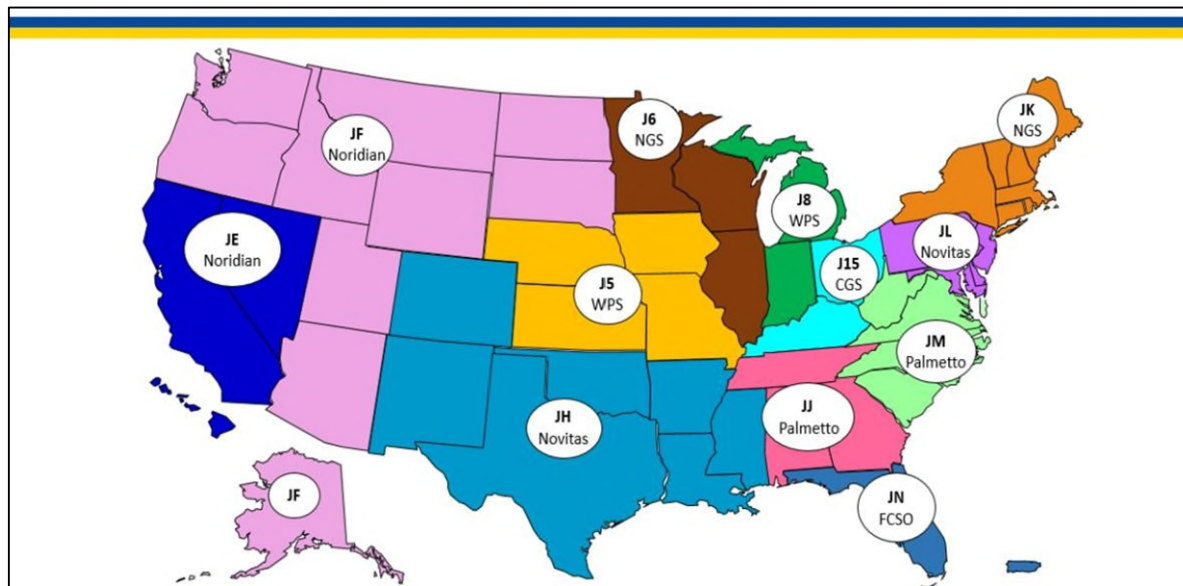 JF
Noridian
J6
NGS
JK
NGS
J8
WPS
JE
Noridian
JL
Novitas
J15
CGS
J5
WPS
JM
Palmetto
JH
Novitas
JJ
Palmetto
JF
JN
FCSO